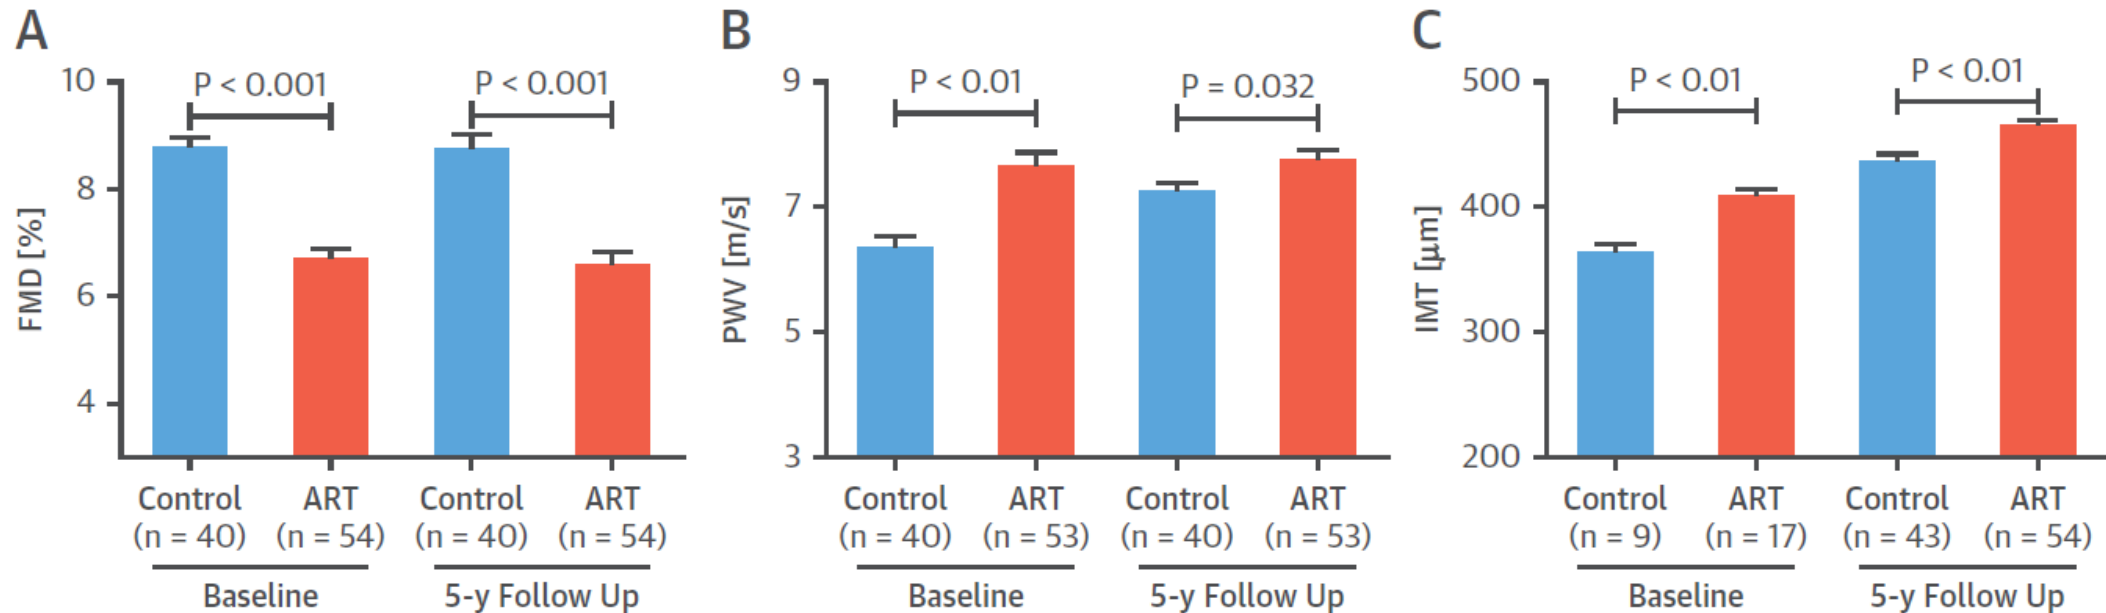 A
FMD [%]
10
8
6
4
P < 0.001
P < 0.001
Control
(n = 40)
ART
(n = 54)
Control
(n = 40)
ART
(n = 54)
Baseline
5-y Follow Up
B
PWV [m/s]
9
7
5
3
P < 0.01
P = 0.032
Control
(n = 40)
ART
(n = 53)
Control
(n = 40)
ART
(n = 53)
Baseline
5-y Follow Up
C
IMT [μm]
500
400
300
200
P < 0.01
P < 0.01
Control
(n = 9)
ART
(n = 17)
Control
(n = 43)
ART
(n = 54)
Baseline
5-y Follow Up